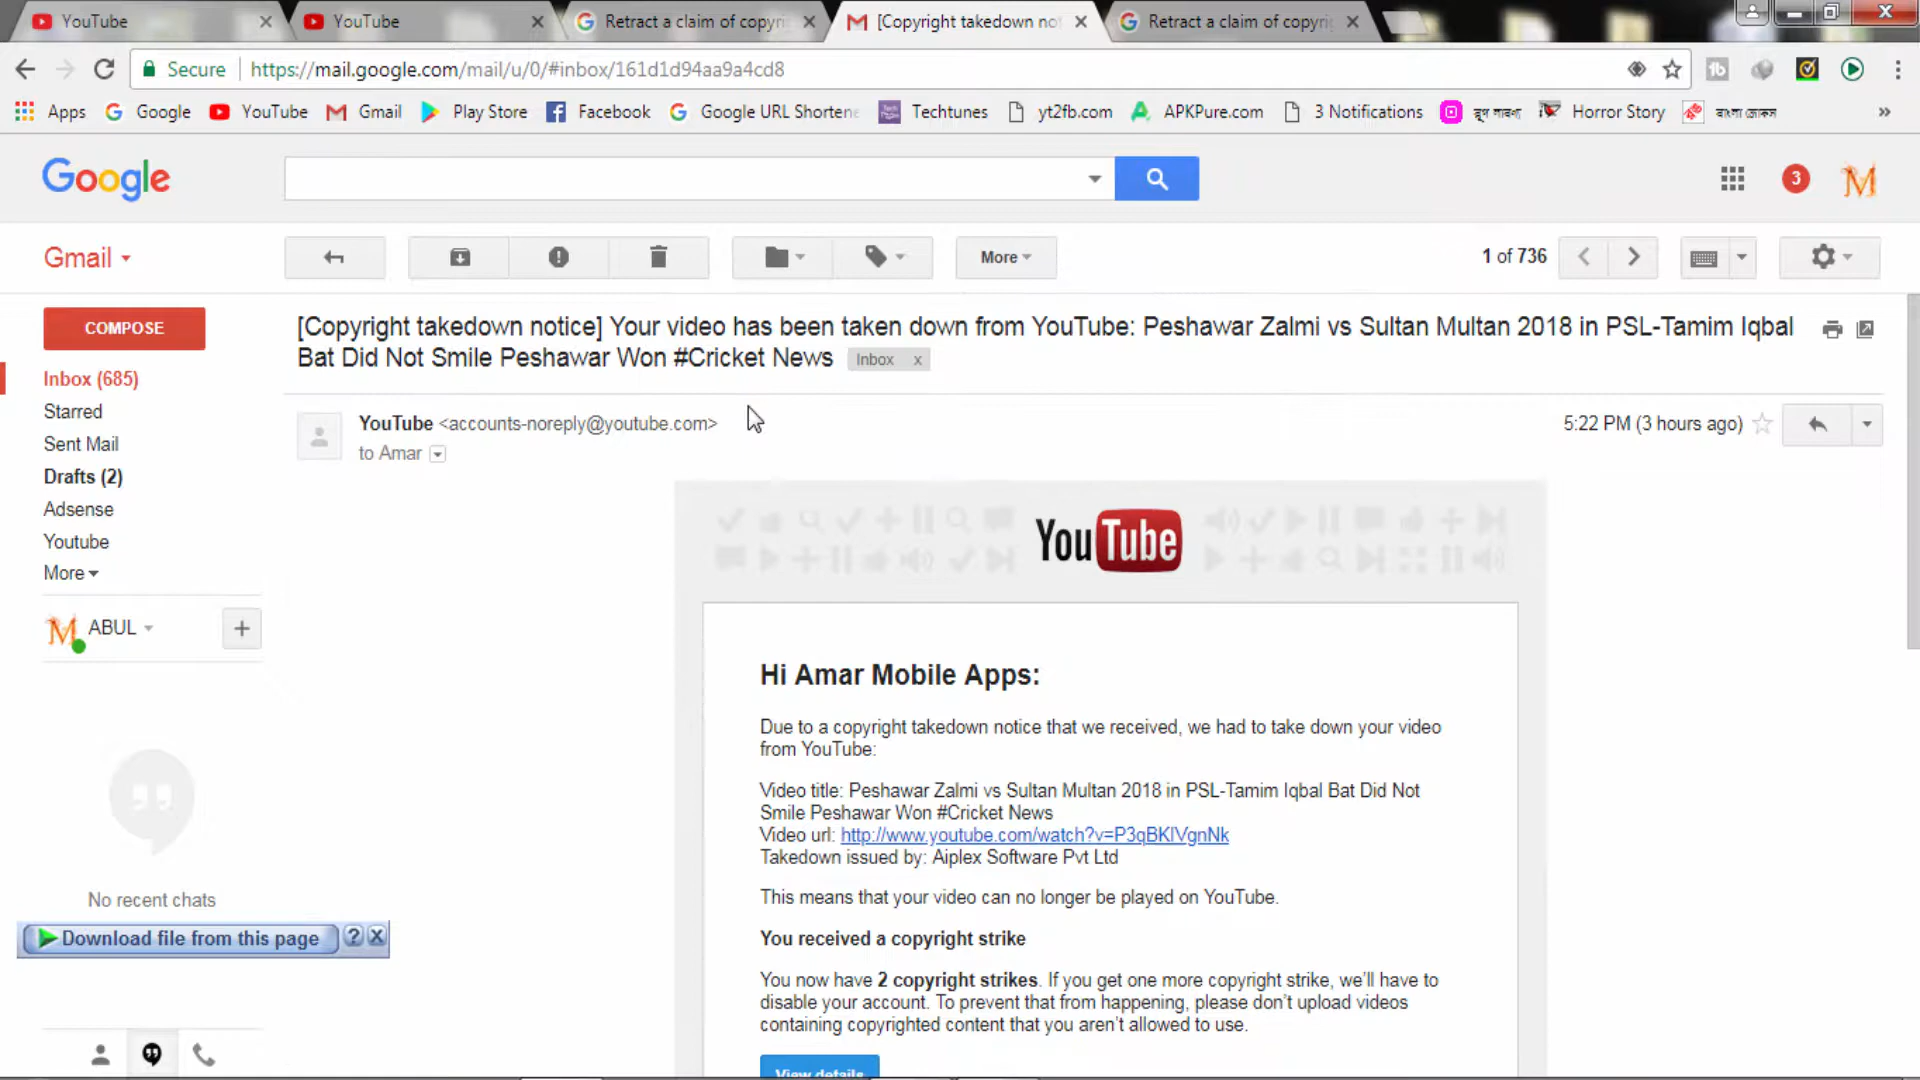 YouTube
YouTube
Retract a claim of copyri
[Copyright takedown no
Retract a claim of copyri
Secure
https://mail.google.com/mail/u/0/#inbox/161d1d94aa9a4cd8
Apps
Google
YouTube
Gmail
Play Store
Facebook
Google URL Shortene
Techtunes
yt2fb.com
APKPure.com
3 Notifications
Horror Story
বাংলা জোকস
Google
3
Gmail
More
1 of 736
COMPOSE
[Copyright takedown notice] Your video has been taken down from YouTube: Peshawar Zalmi vs Sultan Multan 2018 in PSL-Tamim Iqbal
Bat Did Not Smile Peshawar Won #Cricket News
Inbox x
Inbox (685)
Starred
Sent Mail
Drafts (2)
Adsense
Youtube
More
ABUL
No recent chats
Download file from this page
YouTube <accounts-noreply@youtube.com>
to Amar
5:22 PM (3 hours ago)
YouTube
Hi Amar Mobile Apps:
Due to a copyright takedown notice that we received, we had to take down your video
from YouTube:
Video title: Peshawar Zalmi vs Sultan Multan 2018 in PSL-Tamim Iqbal Bat Did Not
Smile Peshawar Won #Cricket News
Video url: http://www.youtube.com/watch?v=P3qBKIVgnNk
Takedown issued by: Aiplex Software Pvt Ltd
This means that your video can no longer be played on YouTube.
You received a copyright strike
You now have 2 copyright strikes. If you get one more copyright strike, we'll have to
disable your account. To prevent that from happening, please don't upload videos
containing copyrighted content that you aren't allowed to use.
View details